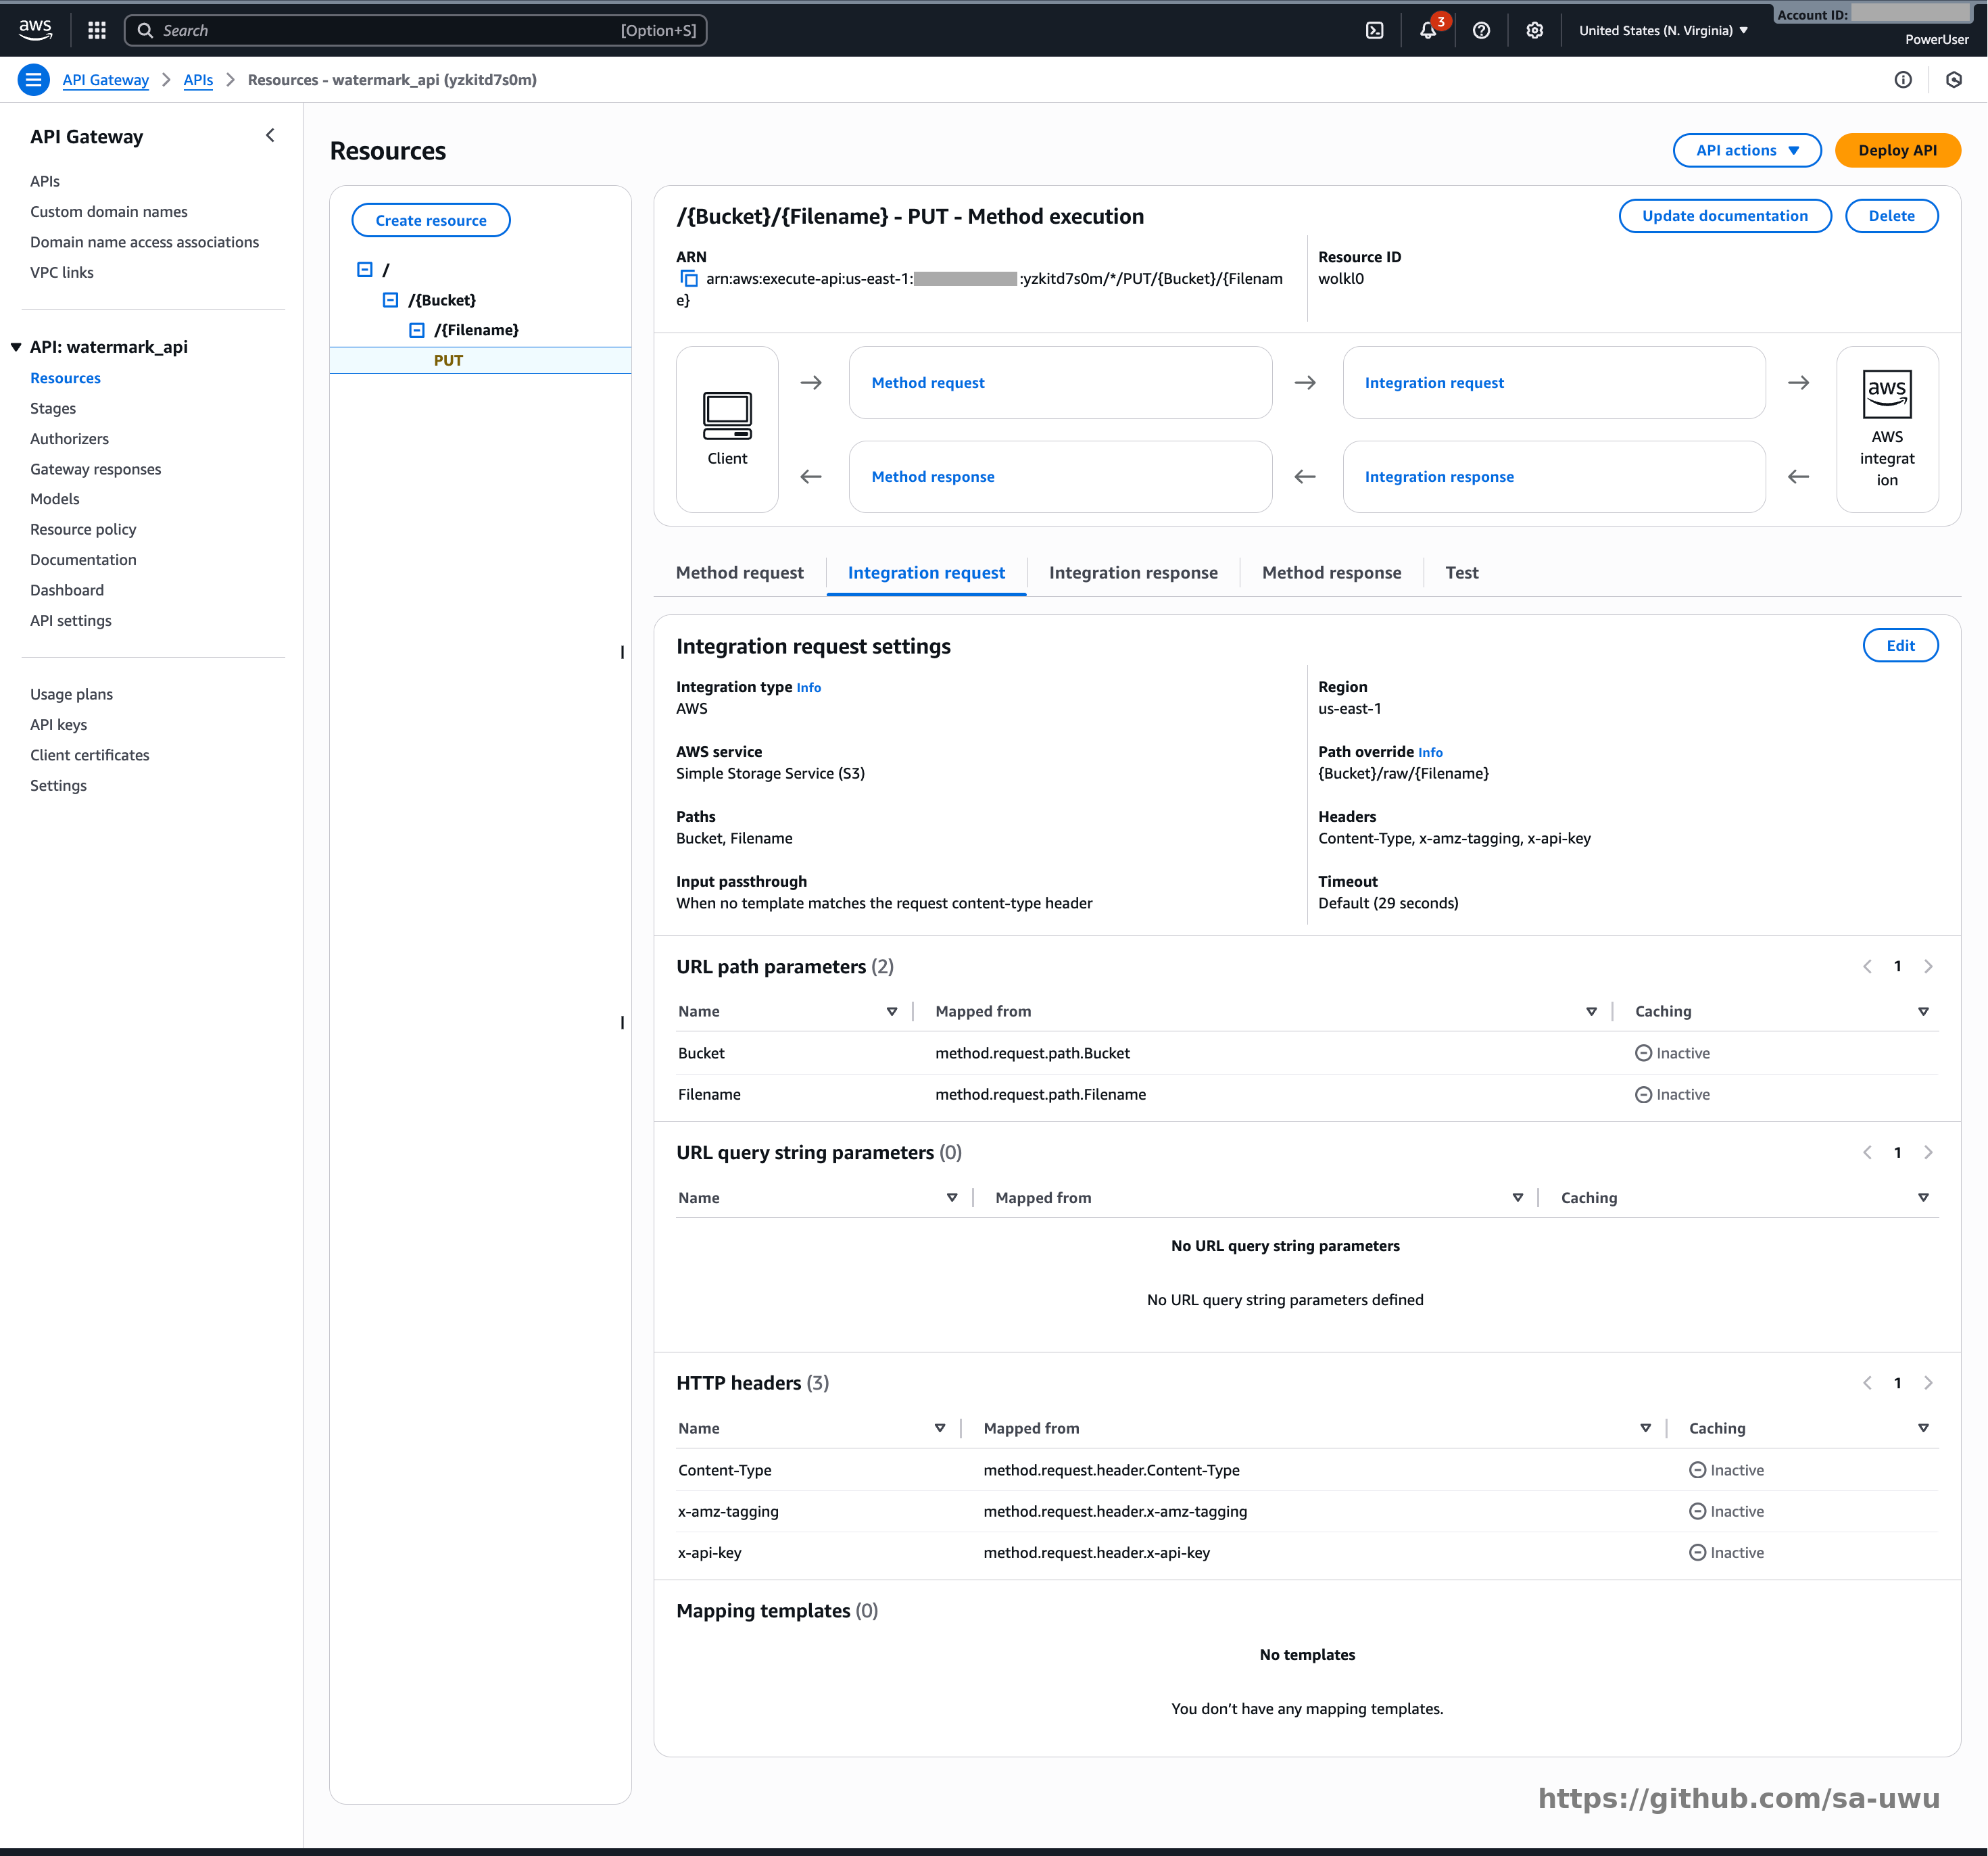 aws
Search
[Option+S]
3
United States (N. Virginia)
Account ID:
PowerUser
API Gateway
APIs
Resources - watermark_api (yzkitd7s0m)
API Gateway
APIs
Custom domain names
Domain name access associations
VPC links
API: watermark_api
Resources
Stages
Authorizers
Gateway responses
Models
Resource policy
Documentation
Dashboard
API settings
Usage plans
API keys
Client certificates
Settings
Resources
API actions
Deploy API
Create resource
/
/{Bucket}
/{Filename}
PUT
/{Bucket}/{Filename} - PUT - Method execution
Update documentation
Delete
ARN
arn:aws:execute-api:us-east-1: :yzkitd7s0m/*/PUT/{Bucket}/{Filenam
e}
Resource ID
wolkl0
Client
Method request
Integration request
Method response
Integration response
aws
AWS
integrat
ion
Method request
Integration request
Integration response
Method response
Test
Integration request settings
Edit
Integration type Info
AWS
Region
us-east-1
AWS service
Simple Storage Service (S3)
Path override Info
{Bucket}/raw/{Filename}
Paths
Bucket, Filename
Headers
Content-Type, x-amz-tagging, x-api-key
Input passthrough
When no template matches the request content-type header
Timeout
Default (29 seconds)
URL path parameters (2)
1
Name
Mapped from
Caching
Bucket
method.request.path.Bucket
Inactive
Filename
method.request.path.Filename
Inactive
URL query string parameters (0)
1
Name
Mapped from
Caching
No URL query string parameters
No URL query string parameters defined
HTTP headers (3)
1
Name
Mapped from
Caching
Content-Type
method.request.header.Content-Type
Inactive
x-amz-tagging
method.request.header.x-amz-tagging
Inactive
x-api-key
method.request.header.x-api-key
Inactive
Mapping templates (0)
No templates
You don't have any mapping templates.
https://github.com/sa-uwu